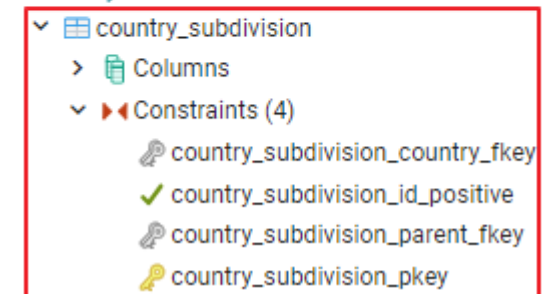 country_subdivision
Columns
Constraints (4)
country_subdivision_country_fkey
country_subdivision_id_positive
country_subdivision_parent_fkey
country_subdivision_pkey